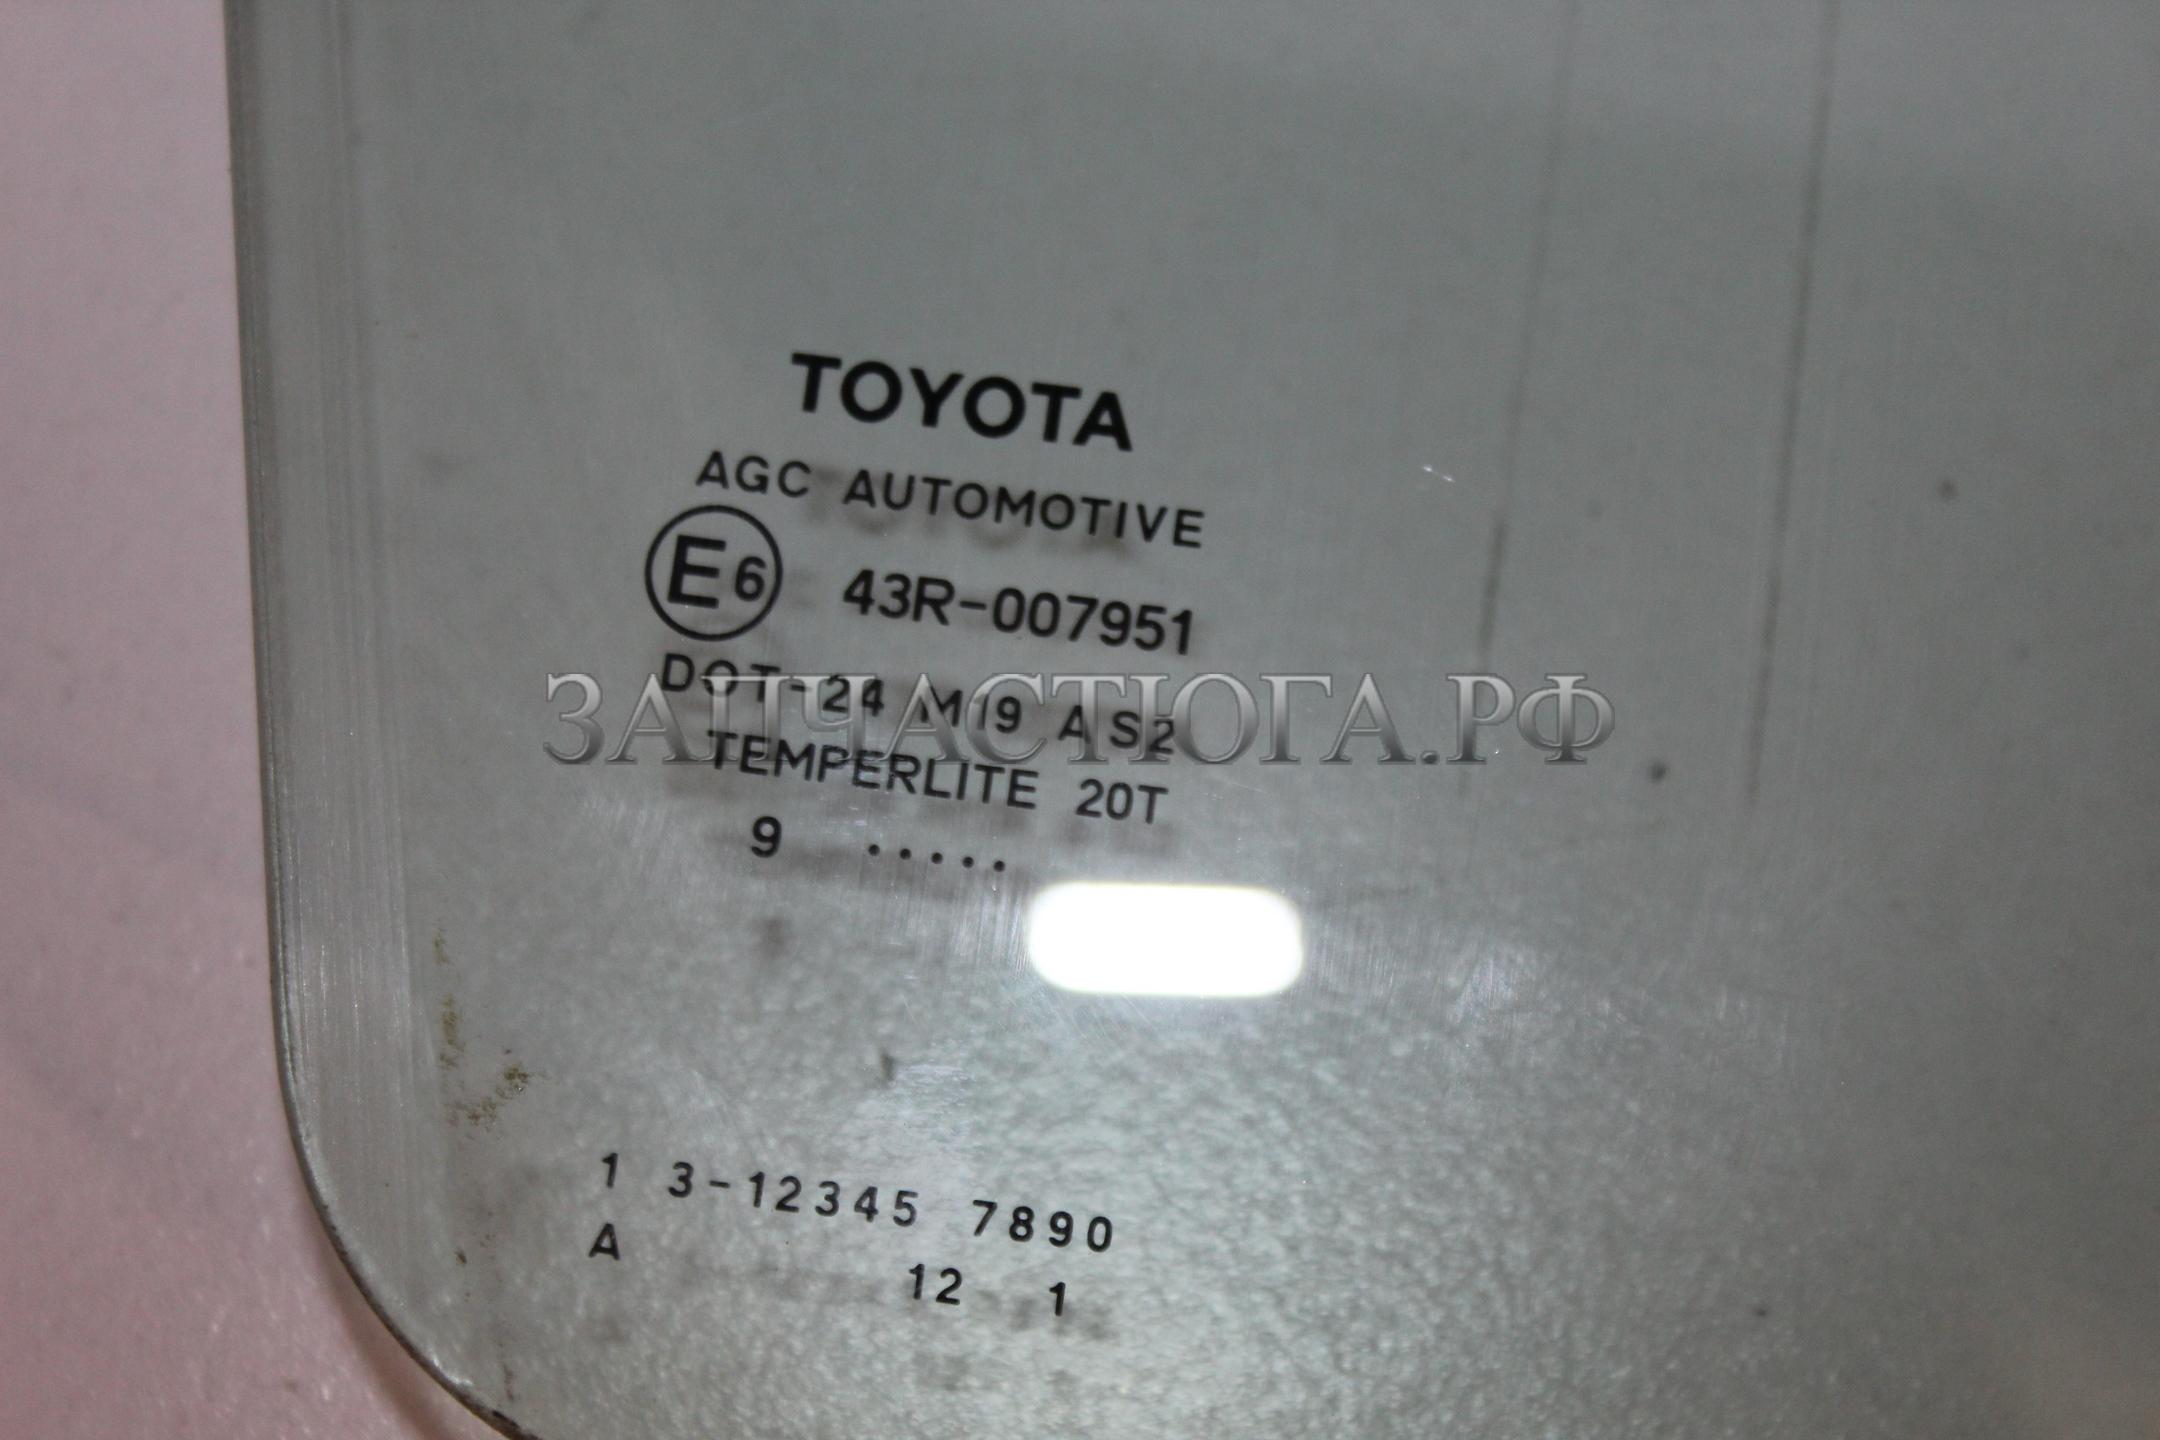 TOYOTA
AGC AUTOMOTIVE
E6 43R-007951
DOT-24 M19 AS2
ЗАПЧАСТЮГА.РФ
TEMPERLITE 20T
9 .....
1 3-12345 7890
A 12 1